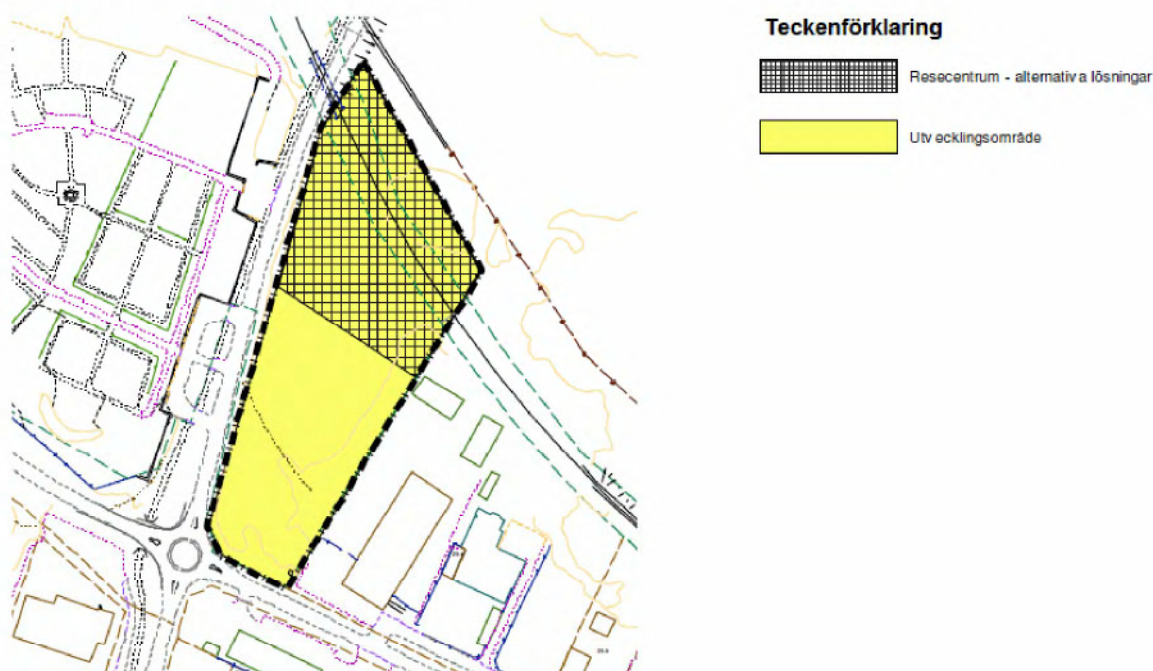 Teckenförklaring
Resecentrum - alternativa lösningar
Utvecklingsområde